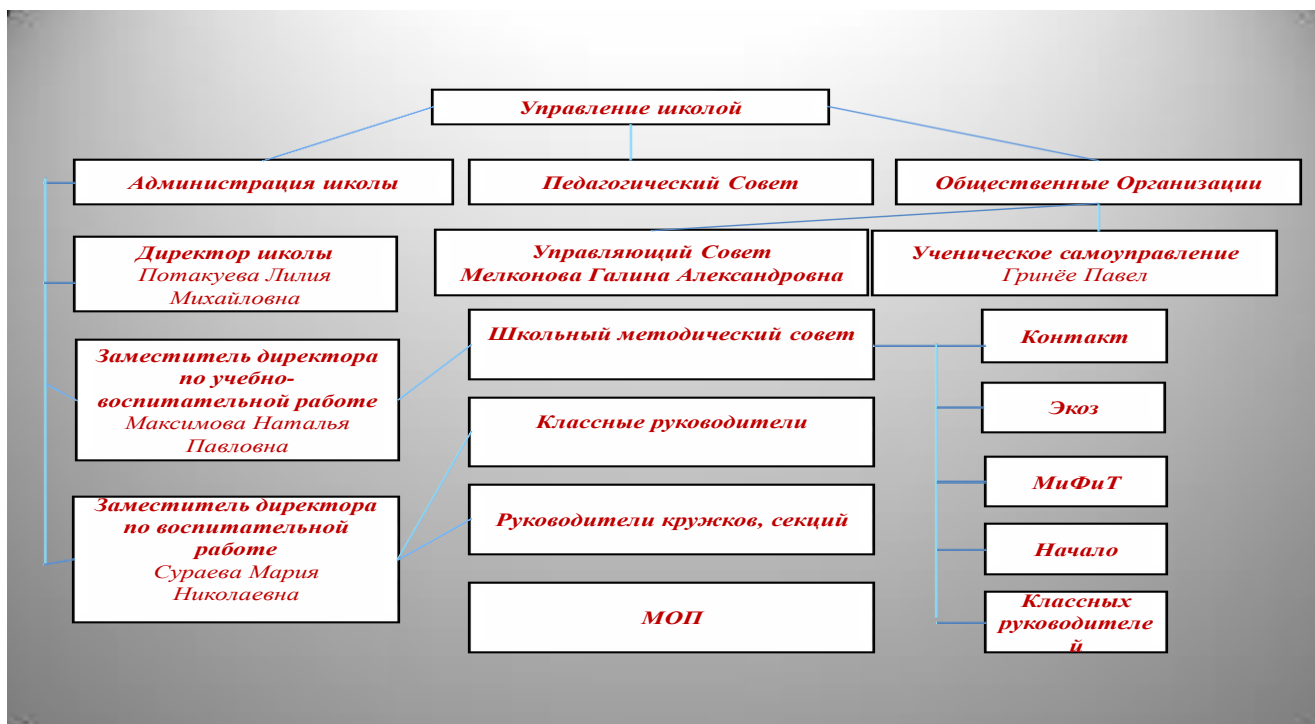 Управление школой
Администрация школы
Педагогический Совет
Общественные Организации
Директор школы
Потакуева Лилия
Михайловна
Управляющий Совет
Мелконова Галина Александровна
Ученическое самоуправление
Гринёе Павел
Заместитель директора
по учебно-
воспитательной работе
Максимова Наталья
Павловна
Школьный методический совет
Контакт
Экоз
Классные руководители
МиФиТ
Заместитель директора
по воспитательной
работе
Сураева Мария
Николаевна
Руководители кружков, секций
Начало
МОП
Классных
руководителе
й